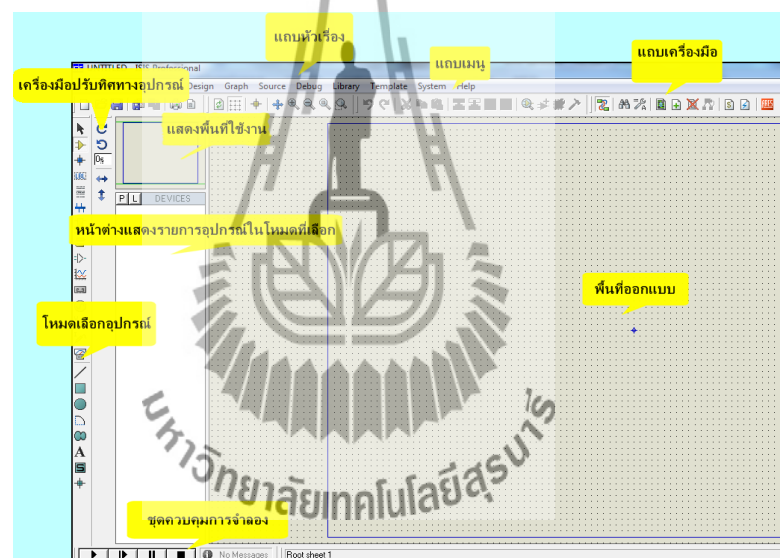 แถบหัวเรื่อง
แถบเมนู
แถบเครื่องมือ
UNTITLED - ISIS Professional
เครื่องมือปรับทิศทางอุปกรณ์
Design Graph Source Debug Library Template System Help
แสดงพื้นที่ใช้งาน
0s
P L DEVICES
หน้าต่างแสดงรายการอุปกรณ์ในโหมดที่เลือก
พื้นที่ออกแบบ
โหมดเลือกอุปกรณ์
A
S
มหาวิทยาลัยเทคโนโลยีสุรนารี
ชุดควบคุมการจำลอง
No Messages Root sheet 1